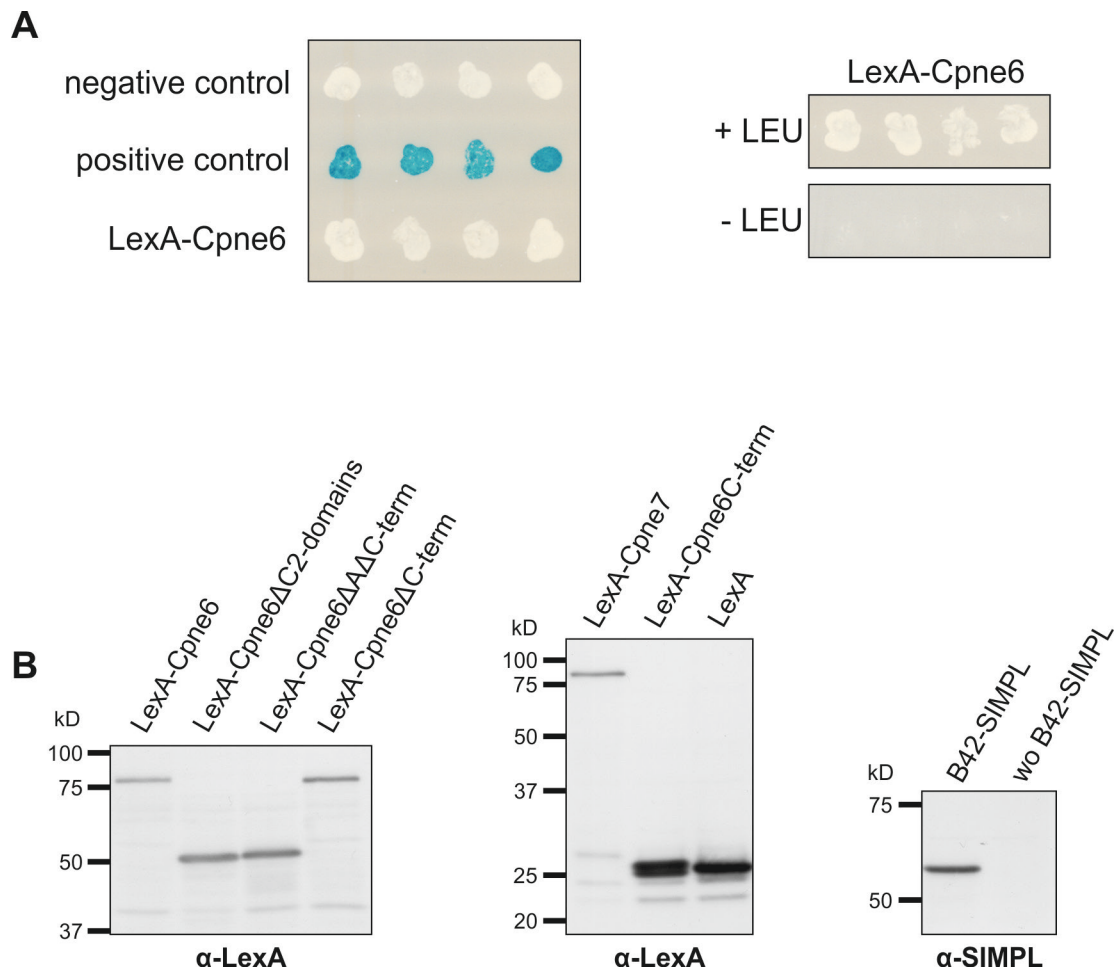 A
negative control
positive control
LexA-Cpne6
LexA-Cpne6
+ LEU
- LEU
B
kD
100
75
50
37
LexA-Cpne6
LexA-Cpne6ΔC2-domains
LexA-Cpne6ΔAΔC-term
LexA-Cpne6ΔC-term
α-LexA
kD
100
75
50
37
25
20
LexA-Cpne7
LexA-Cpne6C-term
LexA
α-LexA
kD
75
50
B42-SIMPL
wo B42-SIMPL
α-SIMPL